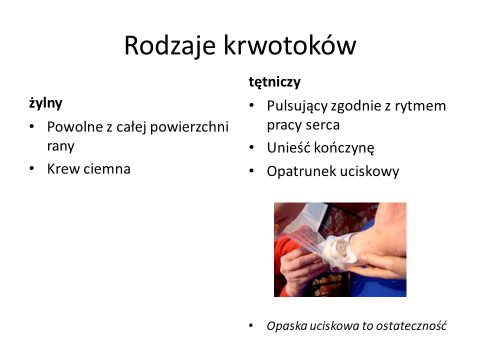 Rodzaje krwotoków
żylny
• Powolne z całej powierzchni
rany
• Krew ciemna
tętniczy
• Pulsujący zgodnie z rytmem
pracy serca
• Unieść kończynę
• Opatrunek uciskowy
• Opaska uciskowa to ostateczność